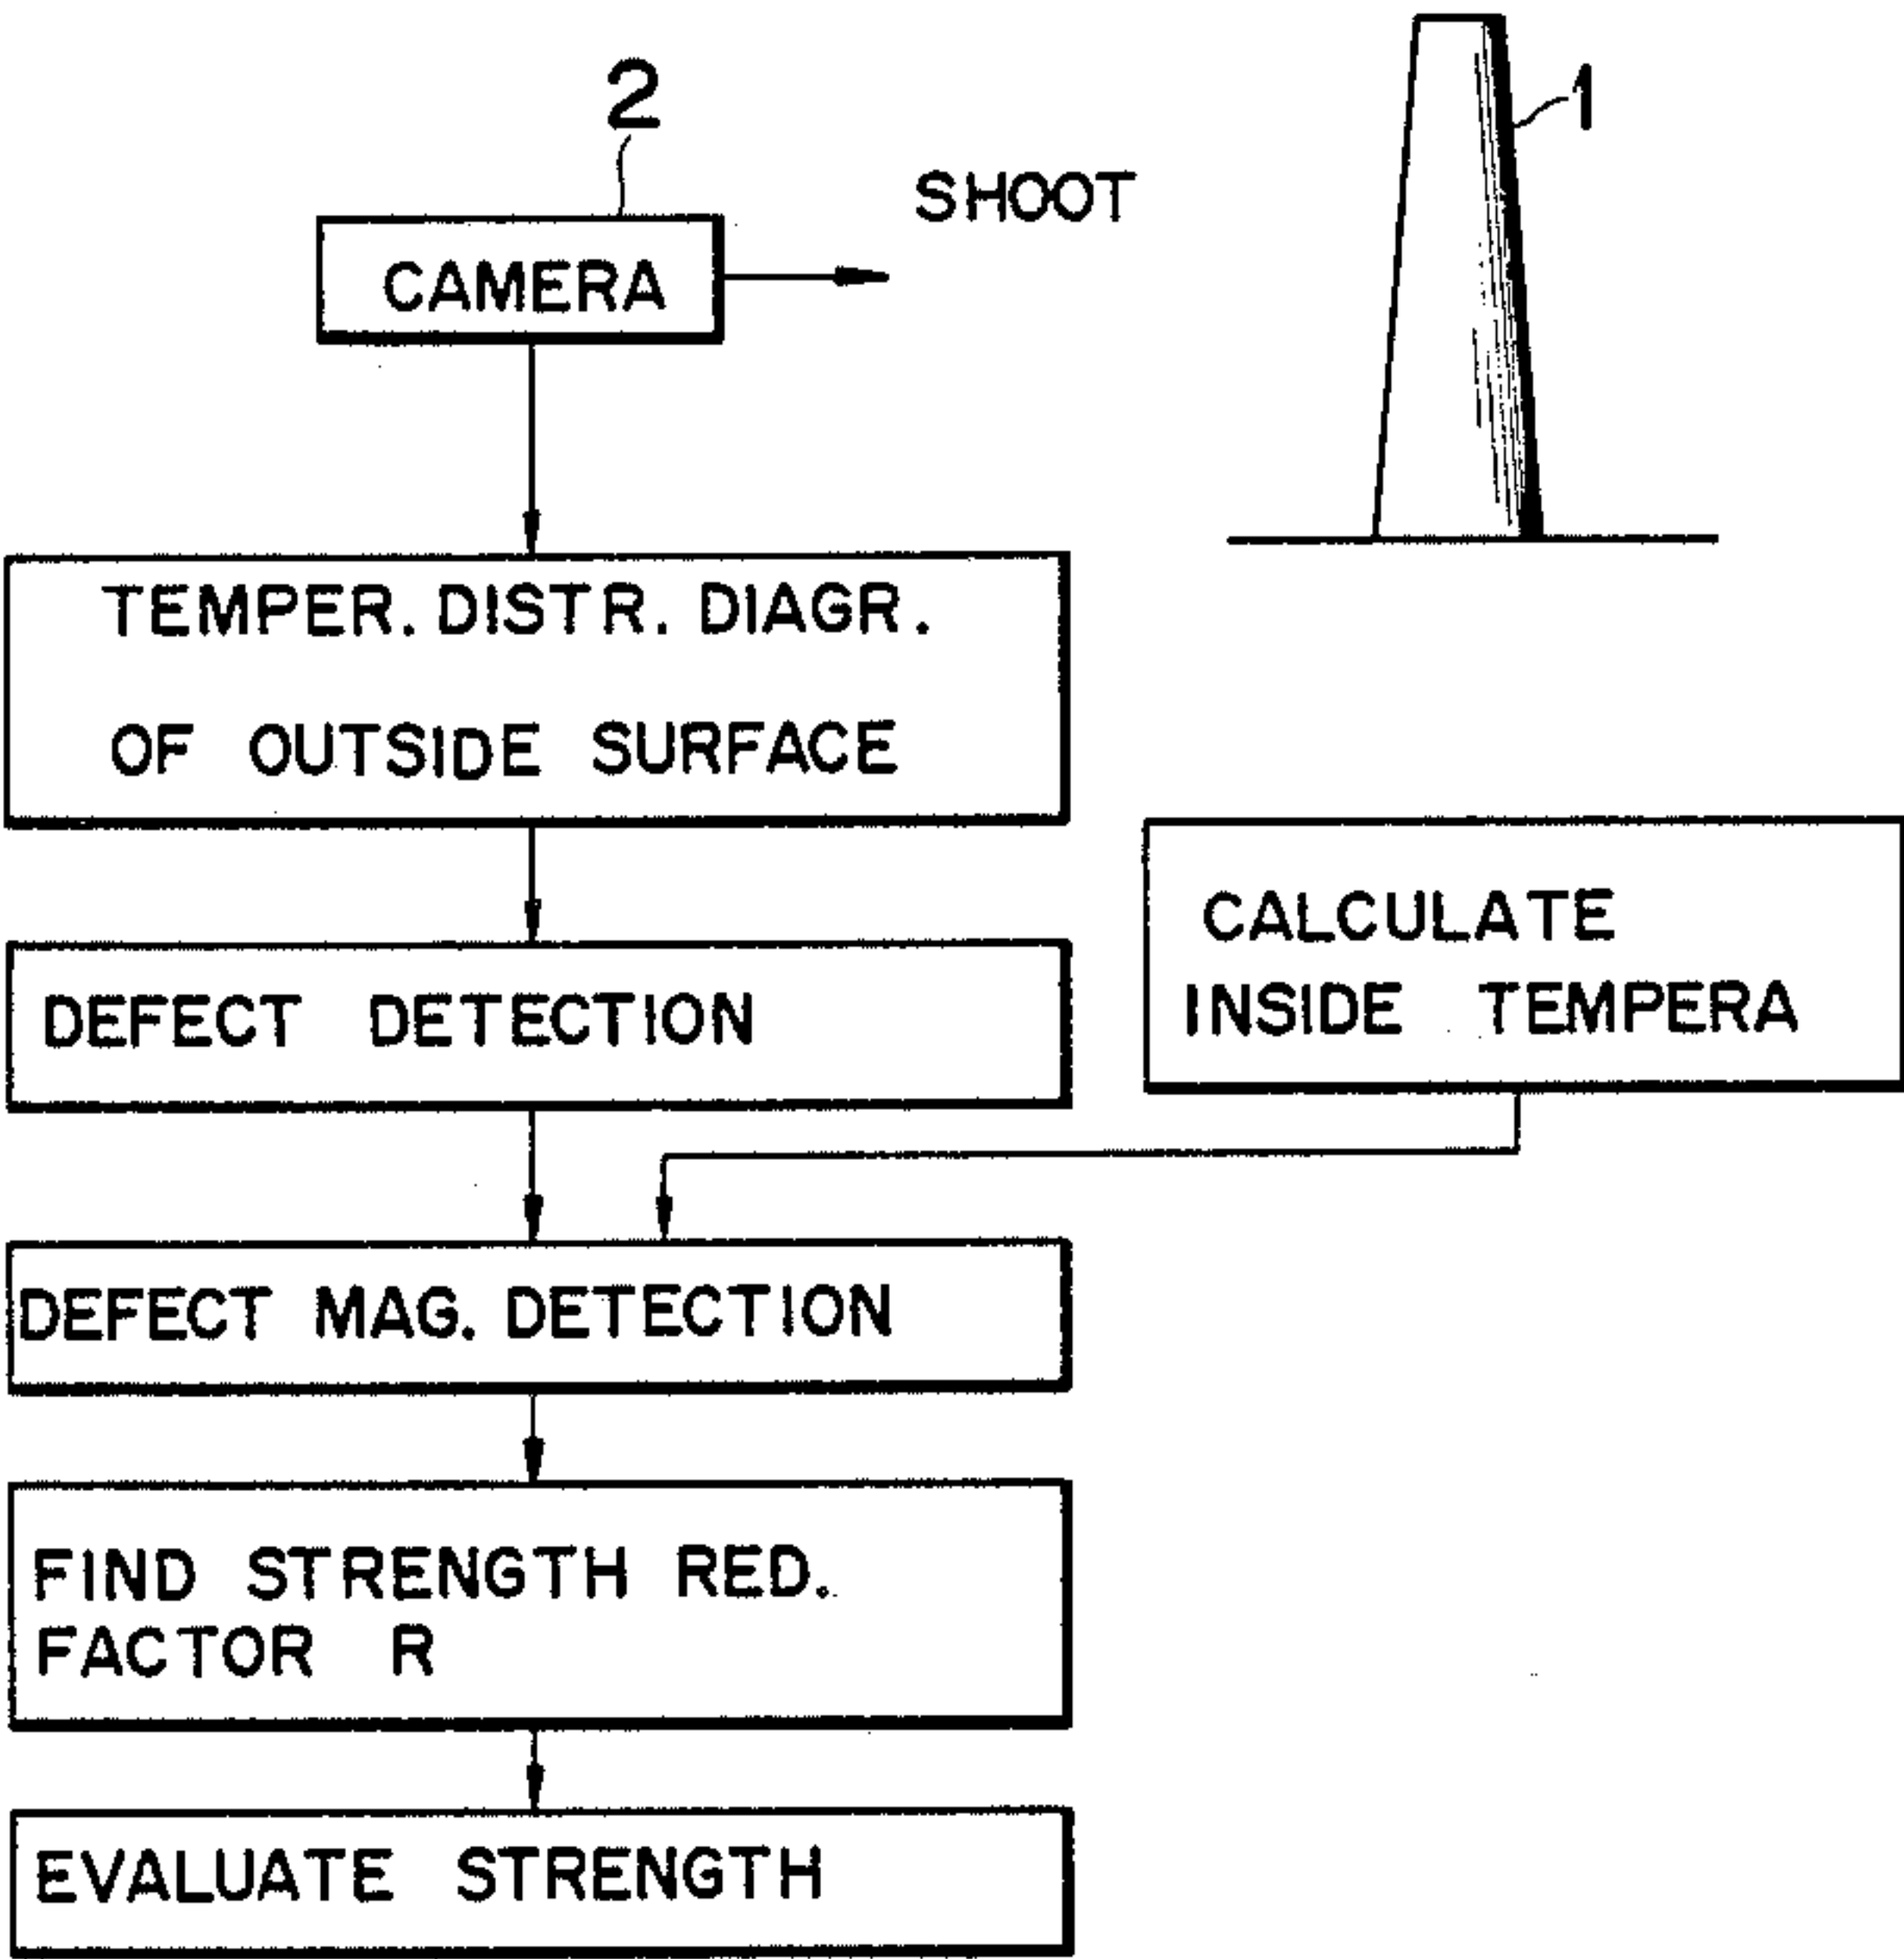 2
1
SHOOT
CAMERA
TEMPER. DISTR. DIAGR.
OF OUTSIDE SURFACE
CALCULATE
INSIDE TEMPERA
DEFECT DETECTION
DEFECT MAG. DETECTION
FIND STRENGTH RED.
FACTOR R
EVALUATE STRENGTH